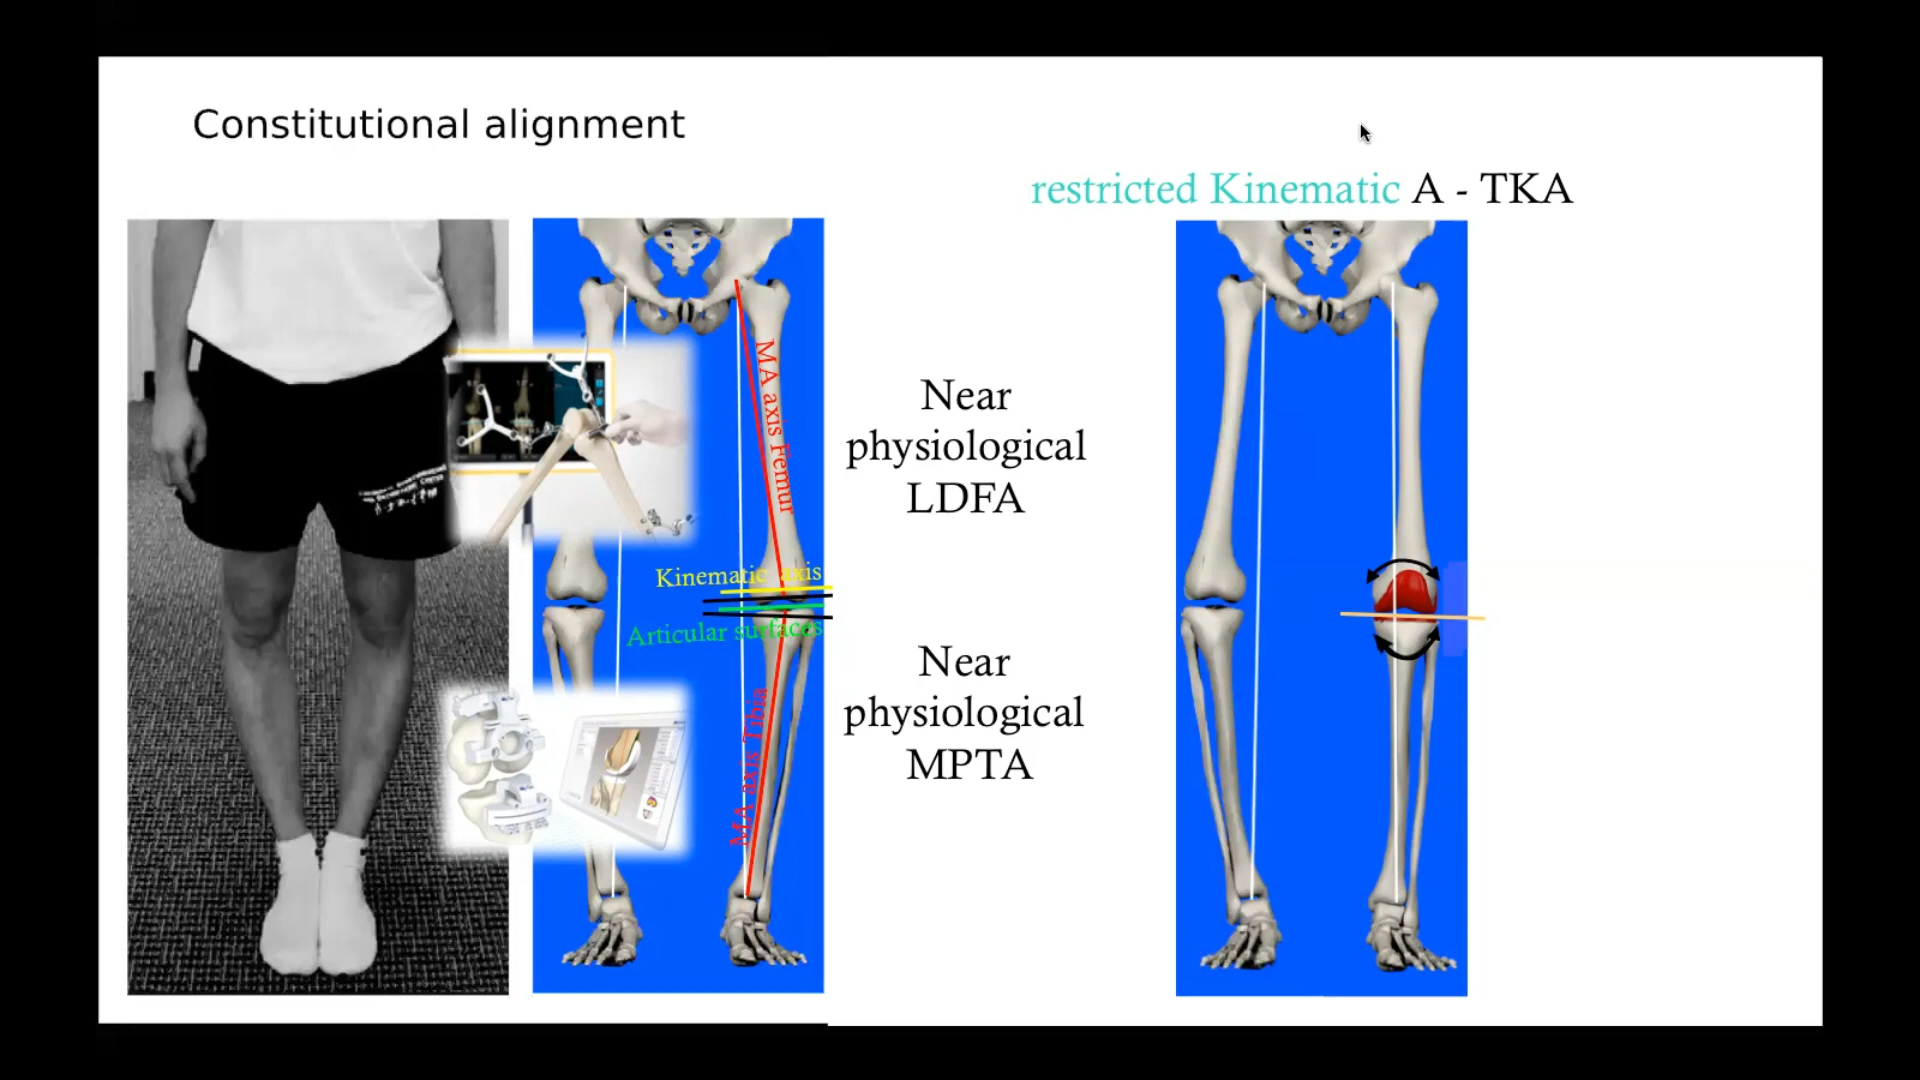 Constitutional alignment
restricted Kinematic A - TKA
MA axis Femur
Near
physiological
LDFA
Kinematic axis
Articular surfaces
Near
physiological
MPTA
MA axis Tibia